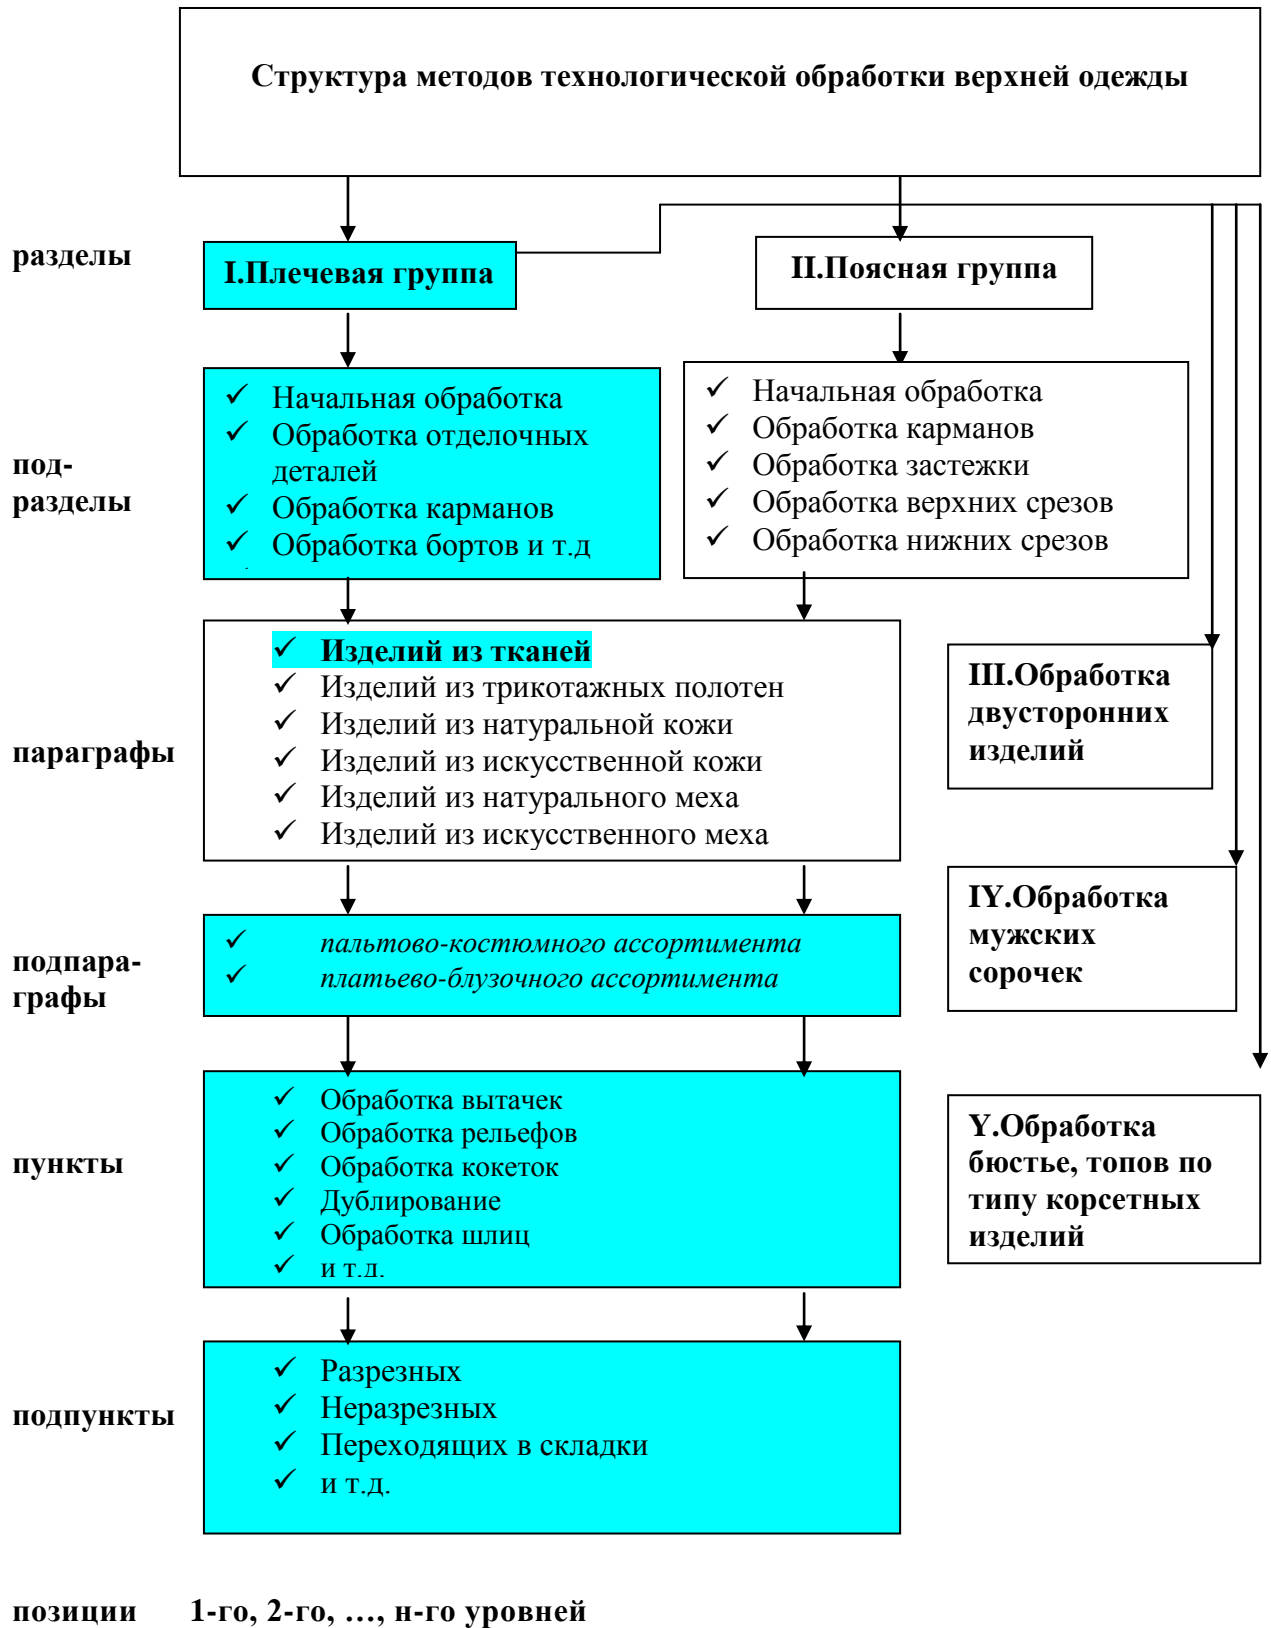 Структура методов технологической обработки верхней одежды
разделы
I.Плечевая группа
II.Поясная группа
под-
разделы
✓ Начальная обработка
✓ Обработка отделочных
деталей
✓ Обработка карманов
✓ Обработка бортов и т.д
✓ Начальная обработка
✓ Обработка карманов
✓ Обработка застежки
✓ Обработка верхних срезов
✓ Обработка нижних срезов
параграфы
✓ Изделий из тканей
✓ Изделий из трикотажных полотен
✓ Изделий из натуральной кожи
✓ Изделий из искусственной кожи
✓ Изделий из натурального меха
✓ Изделий из искусственного меха
III.Обработка
двусторонних
изделий
подпара-
графы
✓ пальтово-костюмного ассортимента
✓ платьево-блузочного ассортимента
IY.Обработка
мужских
сорочек
пункты
✓ Обработка вытачек
✓ Обработка рельефов
✓ Обработка кокеток
✓ Дублирование
✓ Обработка шлиц
✓ и т.д.
Y.Обработка
бюстье, топов по
типу корсетных
изделий
подпункты
✓ Разрезных
✓ Неразрезных
✓ Переходящих в складки
✓ и т.д.
позиции 1-го, 2-го, …, н-го уровней